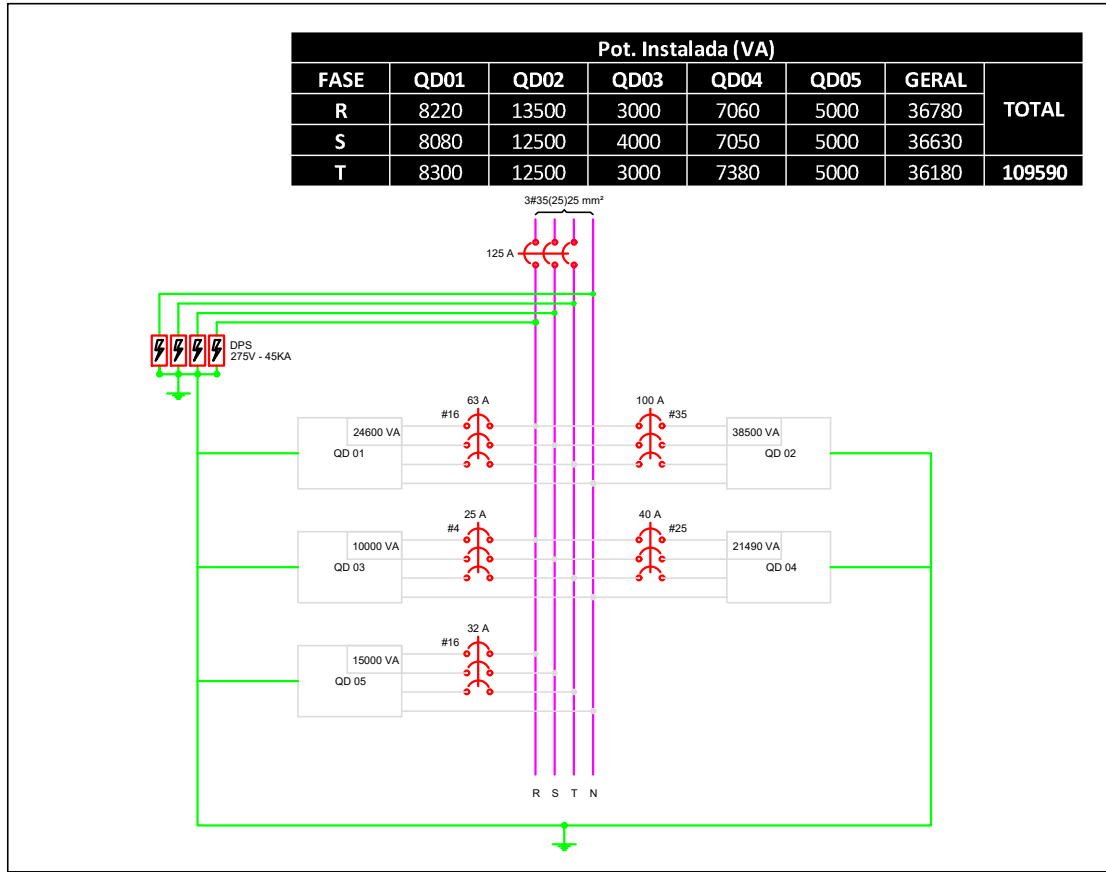 Pot. Instalada (VA)
FASE QD01 QD02 QD03 QD04 QD05 GERAL TOTAL
R 8220 13500 3000 7060 5000 36780
S 8080 12500 4000 7050 5000 36630
T 8300 12500 3000 7380 5000 36180 109590
3#35(25)25 mm²
125 A
DPS
275V - 45KA
63 A
100 A
#16
#35
24600 VA
QD 01
38500 VA
QD 02
25 A
40 A
#4
#25
10000 VA
QD 03
21490 VA
QD 04
32 A
#16
15000 VA
QD 05
R S T N